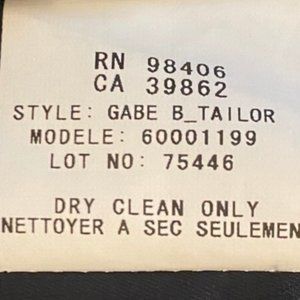 RN 98406
CA 39862
STYLE: GABE B_TAILOR
MODELE: 60001199
LOT NO: 75446
DRY CLEAN ONLY
NETTOYER A SEC SEULEMEN